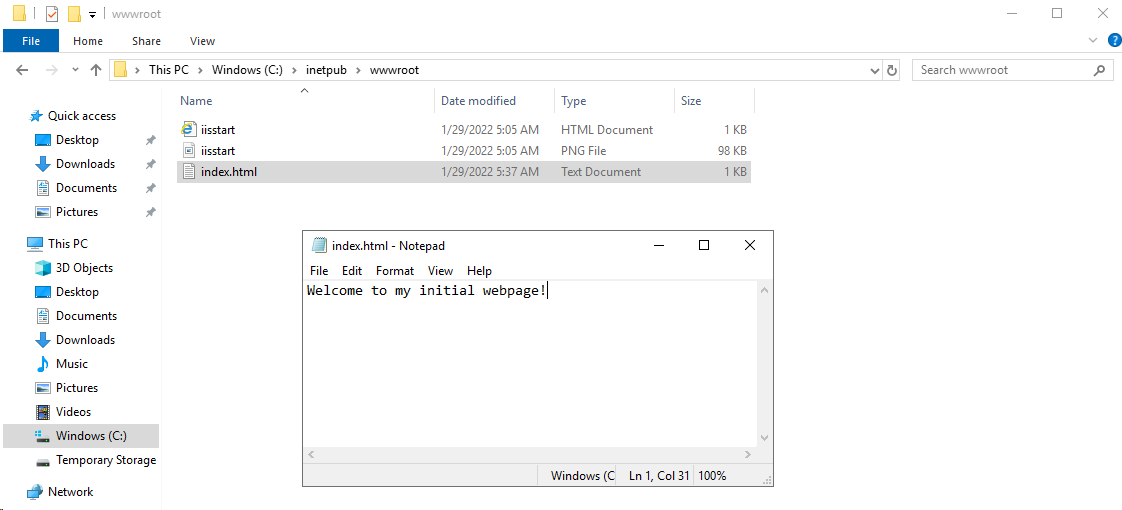 wwwroot
File Home Share View
This PC Windows (C:) inetpub wwwroot Search wwwroot
Name Date modified Type Size
iisstart 1/29/2022 5:05 AM HTML Document 1 KB
iisstart 1/29/2022 5:05 AM PNG File 98 KB
index.html 1/29/2022 5:37 AM Text Document 1 KB
Quick access
Desktop
Downloads
Documents
Pictures
This PC
3D Objects
Desktop
Documents
Downloads
Music
Pictures
Videos
Windows (C:)
Temporary Storage
Network
index.html - Notepad
File Edit Format View Help
Welcome to my initial webpage!
Windows (C Ln 1, Col 31 100%